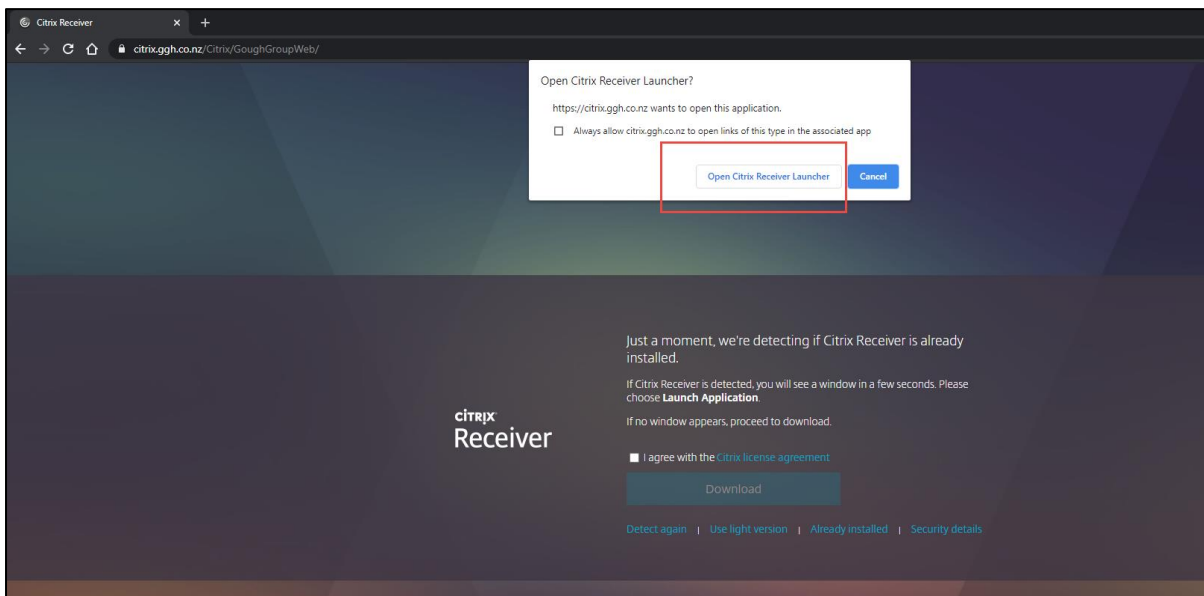 Citrix Receiver
citrix.ggh.co.nz/Citrix/GoughGroupWeb/
Open Citrix Receiver Launcher?
https://citrix.ggh.co.nz wants to open this application.
Always allow citrix.ggh.co.nz to open links of this type in the associated app
Open Citrix Receiver Launcher Cancel
Just a moment, we're detecting if Citrix Receiver is already
installed.
If Citrix Receiver is detected, you will see a window in a few seconds. Please
choose Launch Application.
If no window appears, proceed to download.
CİTRIX
Receiver
I agree with the Citrix license agreement
Download
Detect again | Use light version | Already installed | Security details